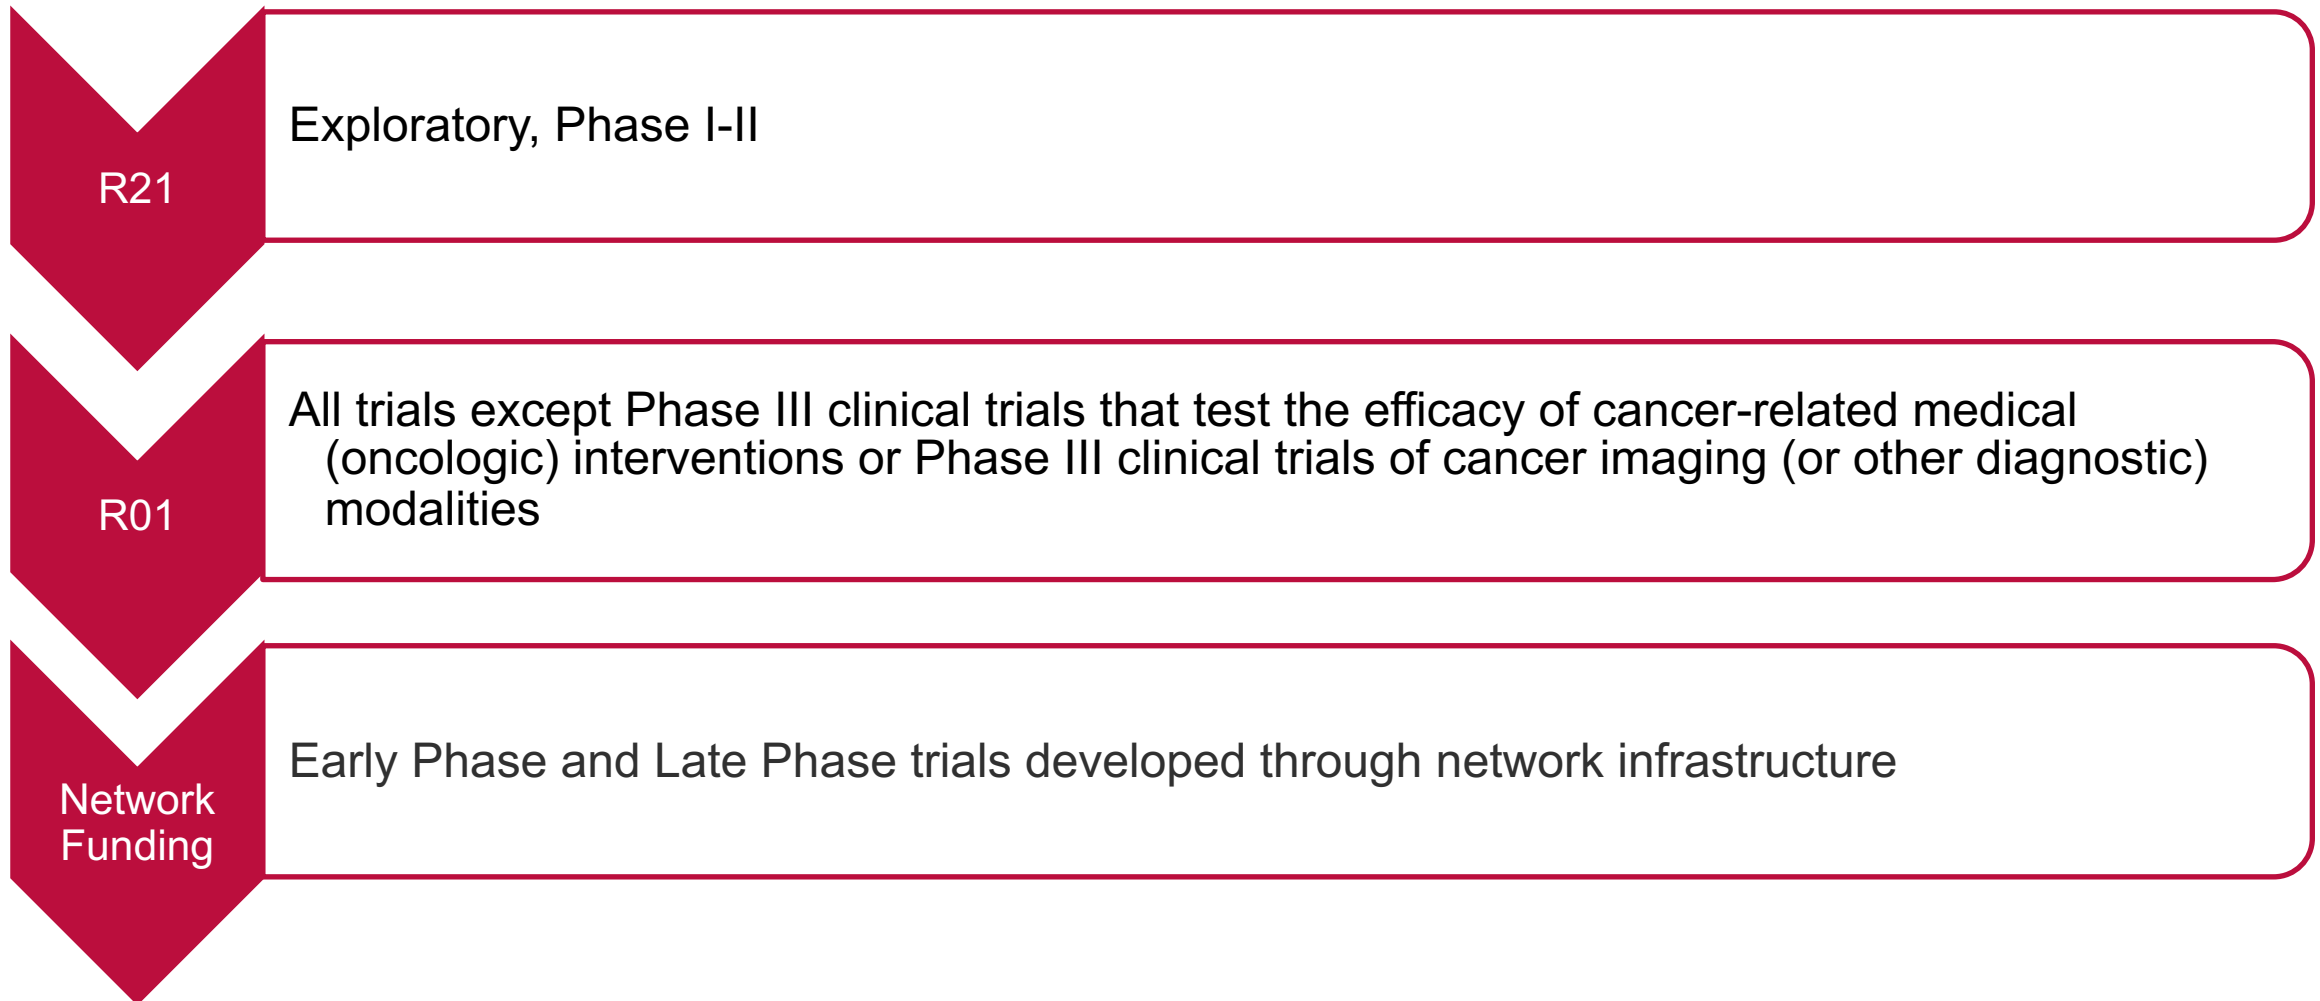 R21
Exploratory, Phase I-II
R01
All trials except Phase III clinical trials that test the efficacy of cancer-related medical
(oncologic) interventions or Phase III clinical trials of cancer imaging (or other diagnostic)
modalities
Network
Funding
Early Phase and Late Phase trials developed through network infrastructure